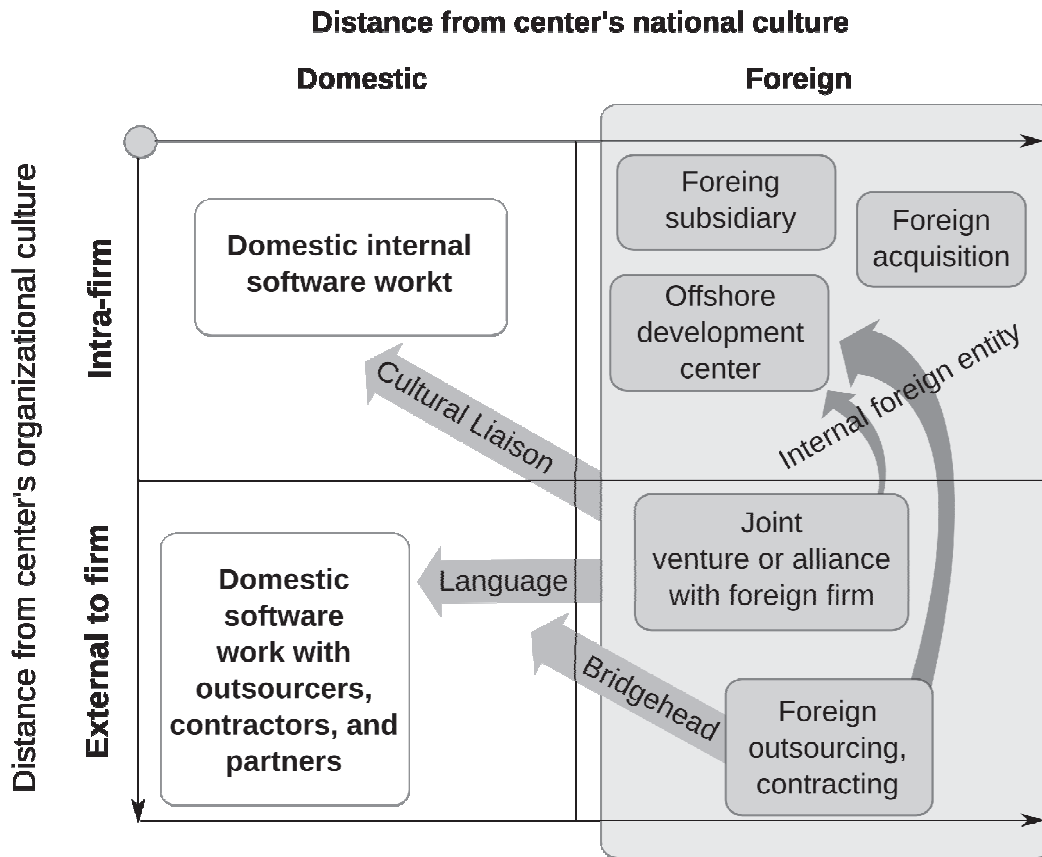 Distance from center's national culture
Domestic
Foreign
Distance from center's organizational culture
Intra-firm
External to firm
Domestic internal
software workt
Foreing
subsidiary
Foreign
acquisition
Offshore
development
center
Internal foreign entity
Cultural Liaison
Language
Bridgehead
Domestic
software
work with
outsourcers,
contractors, and
partners
Joint
venture or alliance
with foreign firm
Foreign
outsourcing,
contracting